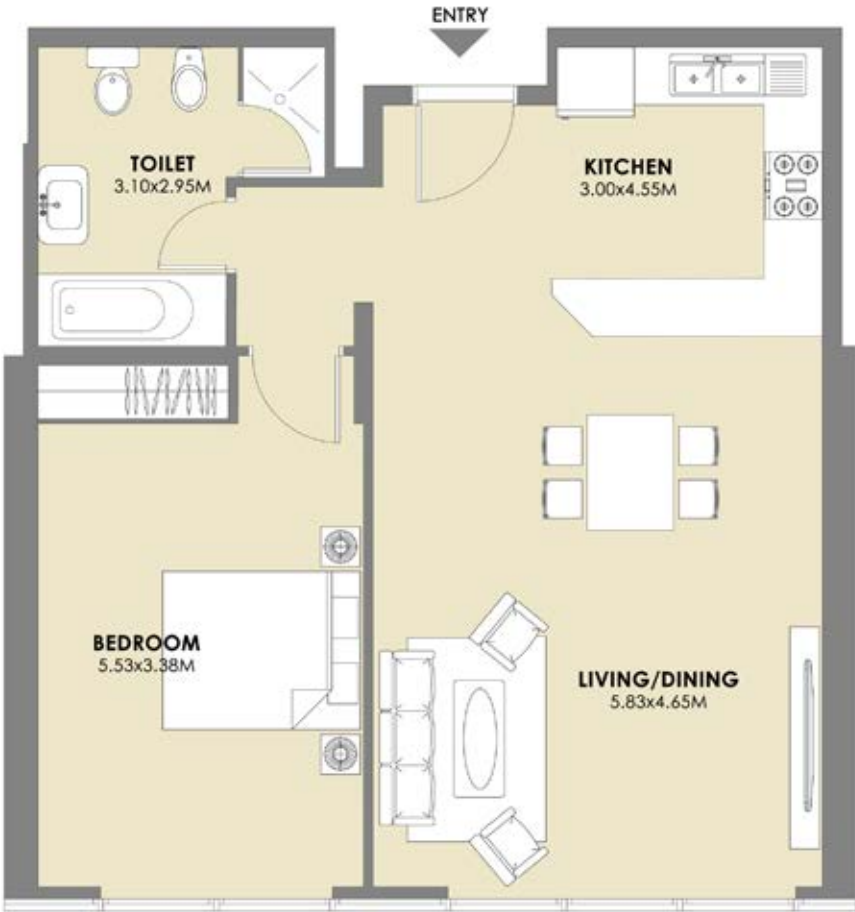 ENTRY
TOILET
3.10x2.95M
KITCHEN
3.00x4.55M
BEDROOM
5.53x3.38M
LIVING/DINING
5.83x4.65M